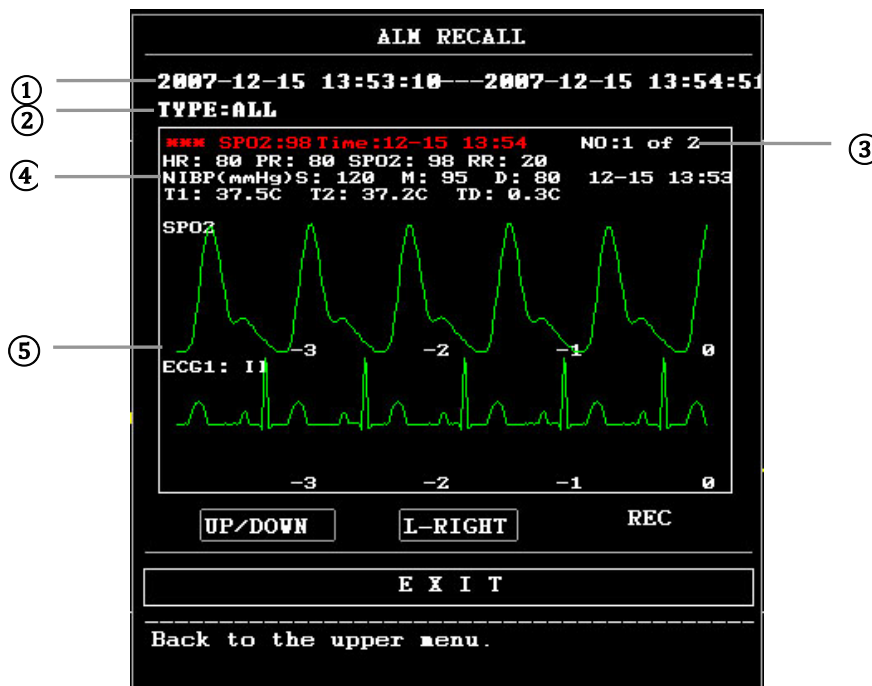 ALM RECALL
① 2007-12-15 13:53:10---2007-12-15 13:54:51
② TYPE:ALL
*** SPO2:98 Time:12-15 13:54 NO:1 of 2 ③
HR: 80 PR: 80 SPO2: 98 RR: 20
④ NIBP(mmHg)S: 120 M: 95 D: 80 12-15 13:53
T1: 37.5C T2: 37.2C TD: 0.3C
SPO2
⑤ -3 -2 -1 0
ECG1: II
-3 -2 -1 0
UP/DOWN L-RIGHT REC
E X I T
Back to the upper menu.